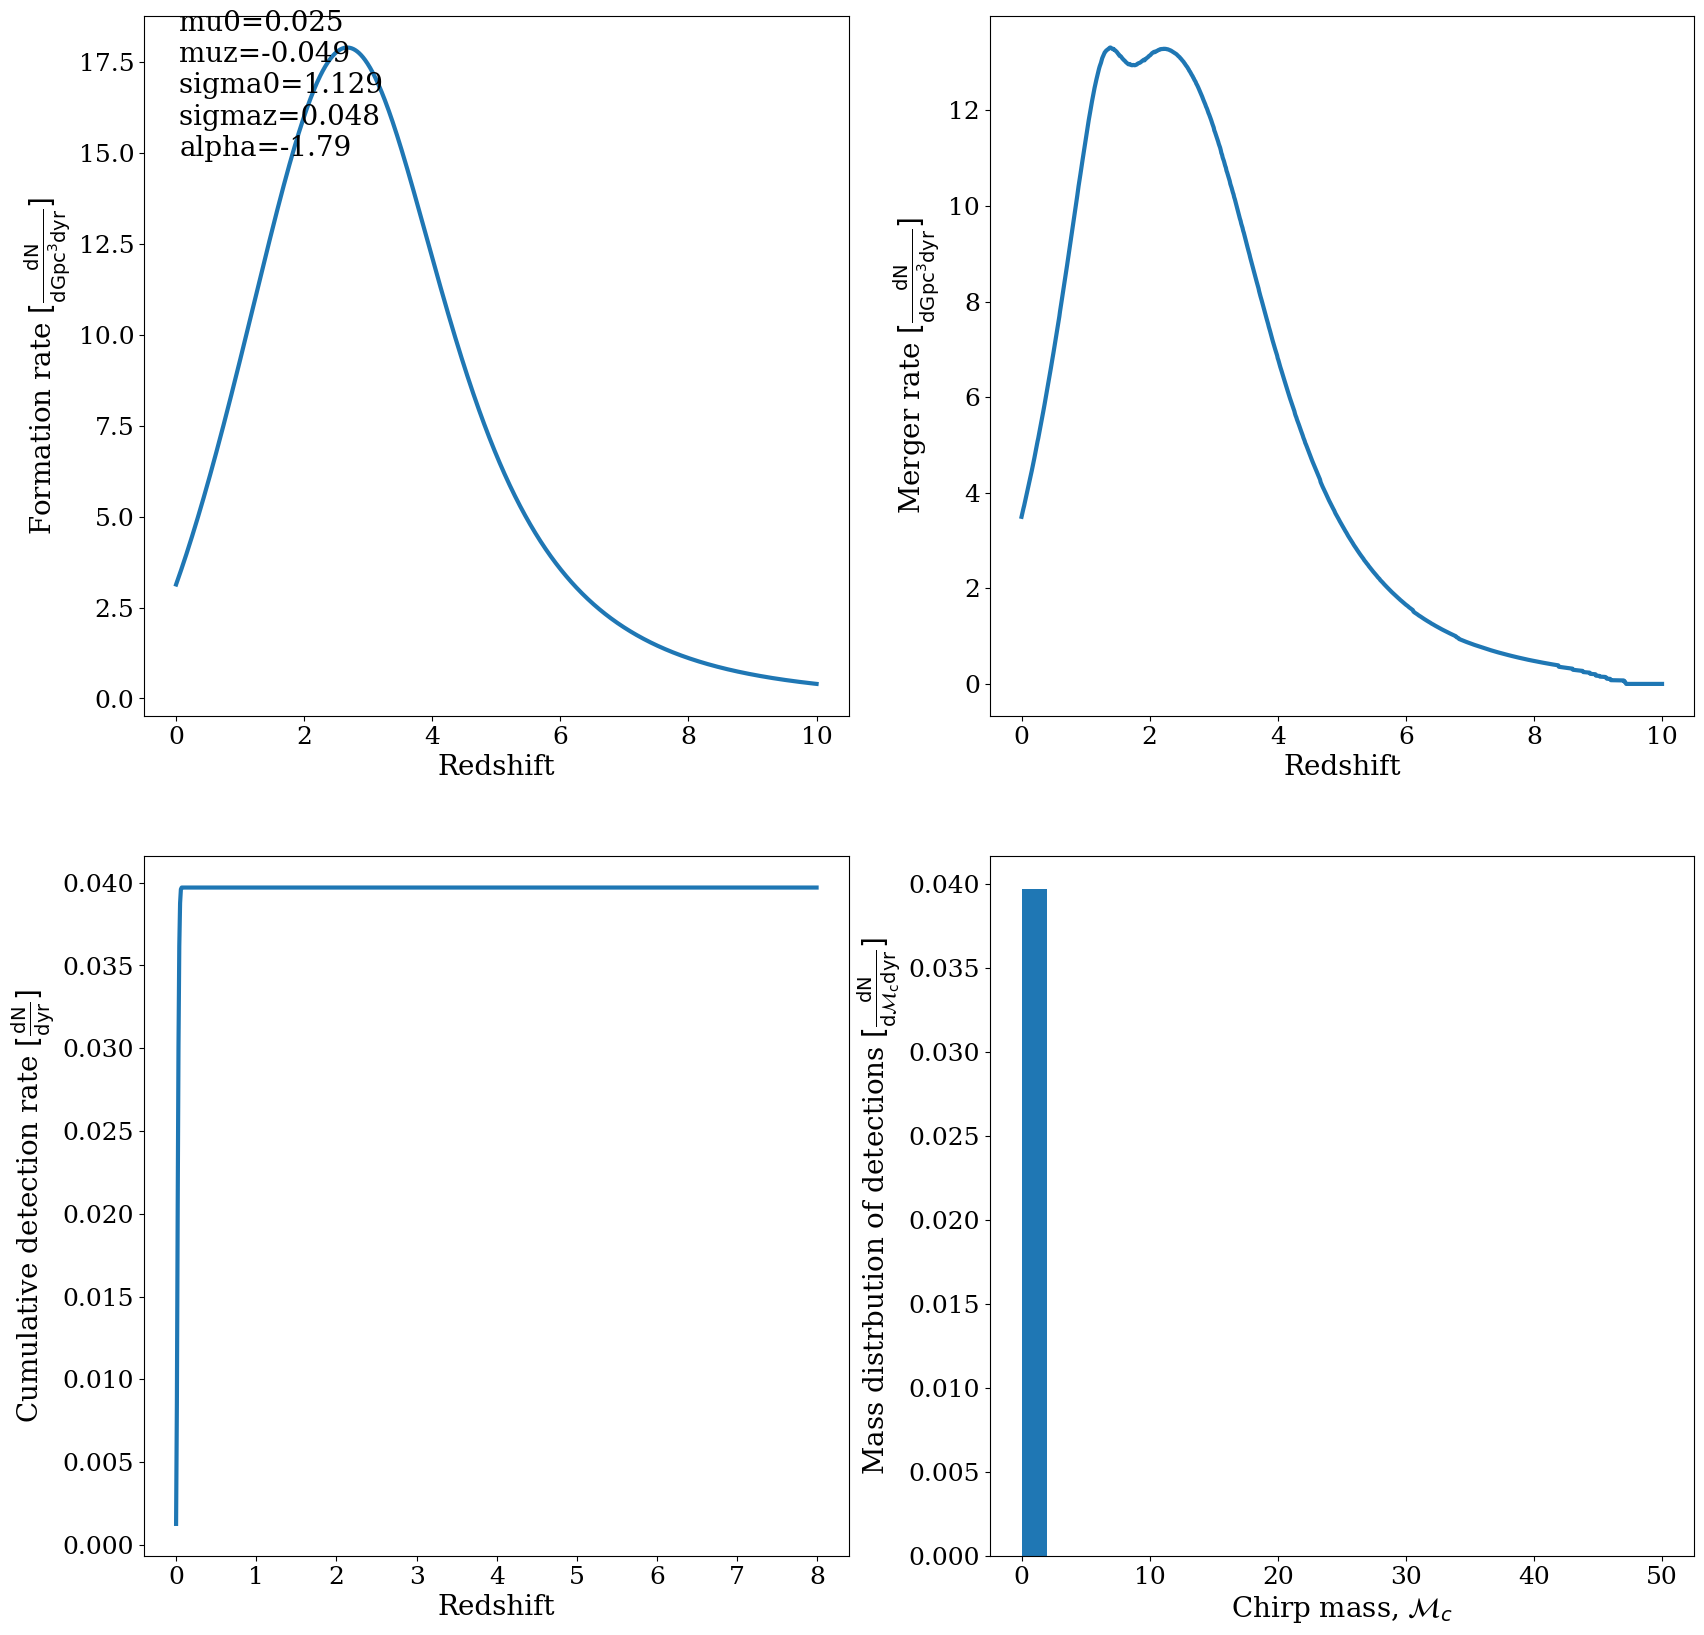 mu0=0.025
muz=-0.049
sigma0=1.129
sigmaz=0.048
alpha=-1.79
17.5
15.0
12.5
10.0
7.5
5.0
2.5
0.0
Formation rate [dN/dGpc³dyr]
0 2 4 6 8 10
Redshift
12
10
8
6
4
2
0
Merger rate [dN/dGpc³dyr]
0 2 4 6 8 10
Redshift
0.040
0.035
0.030
0.025
0.020
0.015
0.010
0.005
0.000
Cumulative detection rate [dN/dyr]
0 1 2 3 4 5 6 7 8
Redshift
0.040
0.035
0.030
0.025
0.020
0.015
0.010
0.005
0.000
Mass distrbution of detections [dN/dℳc dyr]
0 10 20 30 40 50
Chirp mass, ℳc